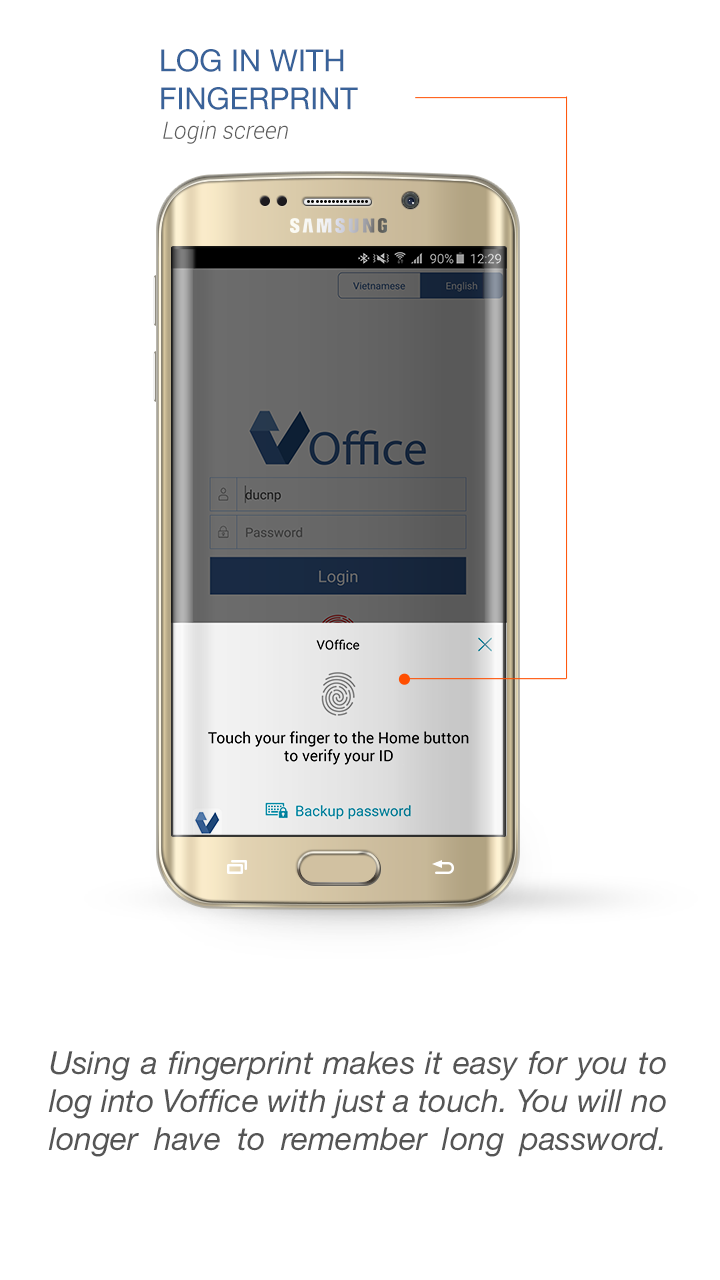 LOG IN WITH
FINGERPRINT
Login screen
SAMSUNG
90% 12:29
Vietnamese English
VOffice
ducnp
Password
Login
VOffice
Touch your finger to the Home button
to verify your ID
Backup password
Using a fingerprint makes it easy for you to
log into Voffice with just a touch. You will no
longer have to remember long password.